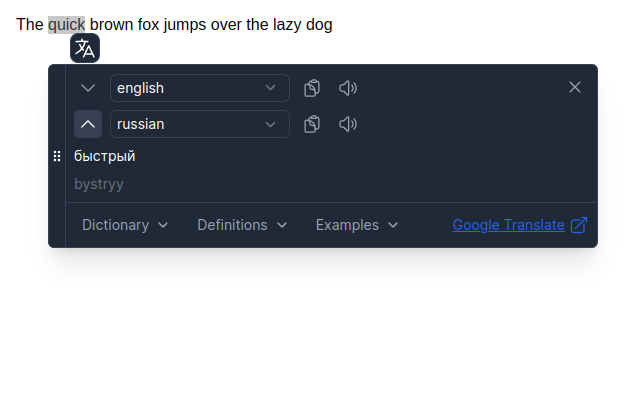 The quick brown fox jumps over the lazy dog
english
russian
быстрый
bystryy
Dictionary Definitions Examples Google Translate